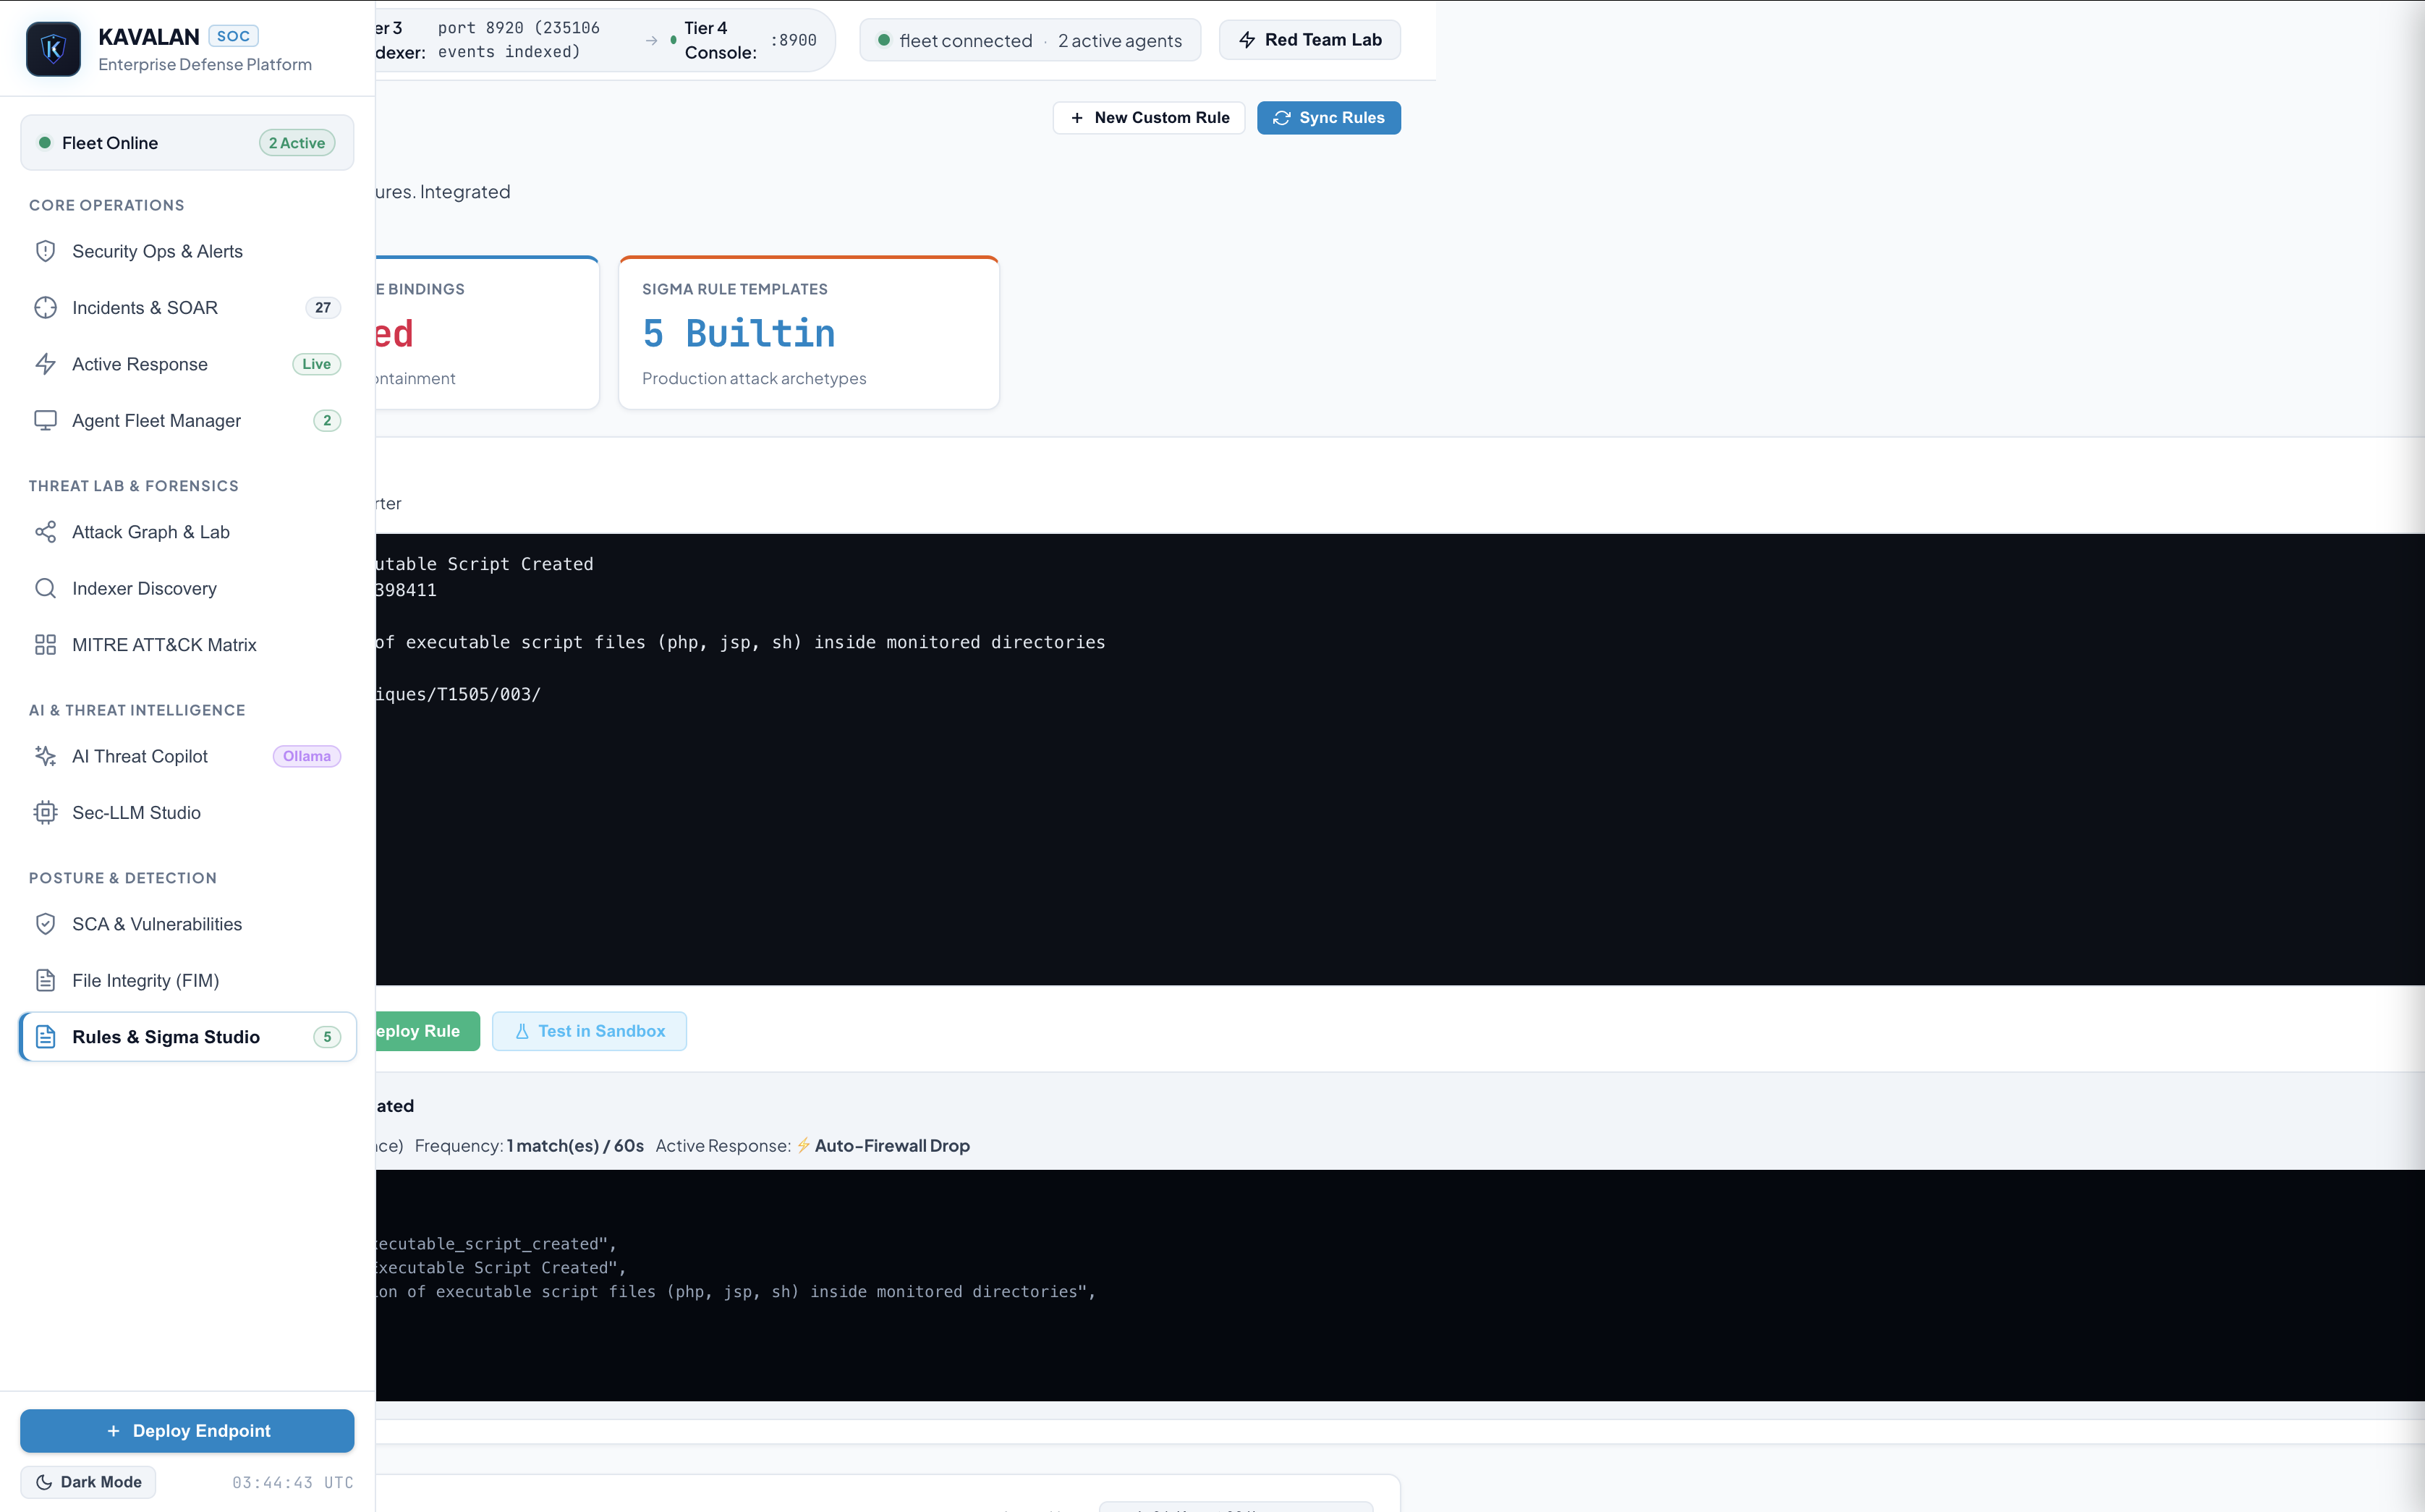 KAVALAN SOC
Enterprise Defense Platform
Fleet Online 2 Active
CORE OPERATIONS
Security Ops & Alerts
Incidents & SOAR 27
Active Response Live
Agent Fleet Manager 2
THREAT LAB & FORENSICS
Attack Graph & Lab
Indexer Discovery
MITRE ATT&CK Matrix
AI & THREAT INTELLIGENCE
AI Threat Copilot Ollama
Sec-LLM Studio
POSTURE & DETECTION
SCA & Vulnerabilities
File Integrity (FIM)
Rules & Sigma Studio 5
+ Deploy Endpoint
Dark Mode 03:44:43 UTC
er 3 port 8920 (235106 → Tier 4 :8900
dexer: events indexed) Console:
fleet connected · 2 active agents
Red Team Lab
+ New Custom Rule
Sync Rules
ures. Integrated
E BINDINGS
ed
ontainment
SIGMA RULE TEMPLATES
5 Builtin
Production attack archetypes
rter
utable Script Created
398411
of executable script files (php, jsp, sh) inside monitored directories
iques/T1505/003/
eploy Rule
Test in Sandbox
ated
nce) Frequency: 1 match(es) / 60s Active Response: ⚡ Auto-Firewall Drop
ecutable_script_created",
Executable Script Created",
ion of executable script files (php, jsp, sh) inside monitored directories",